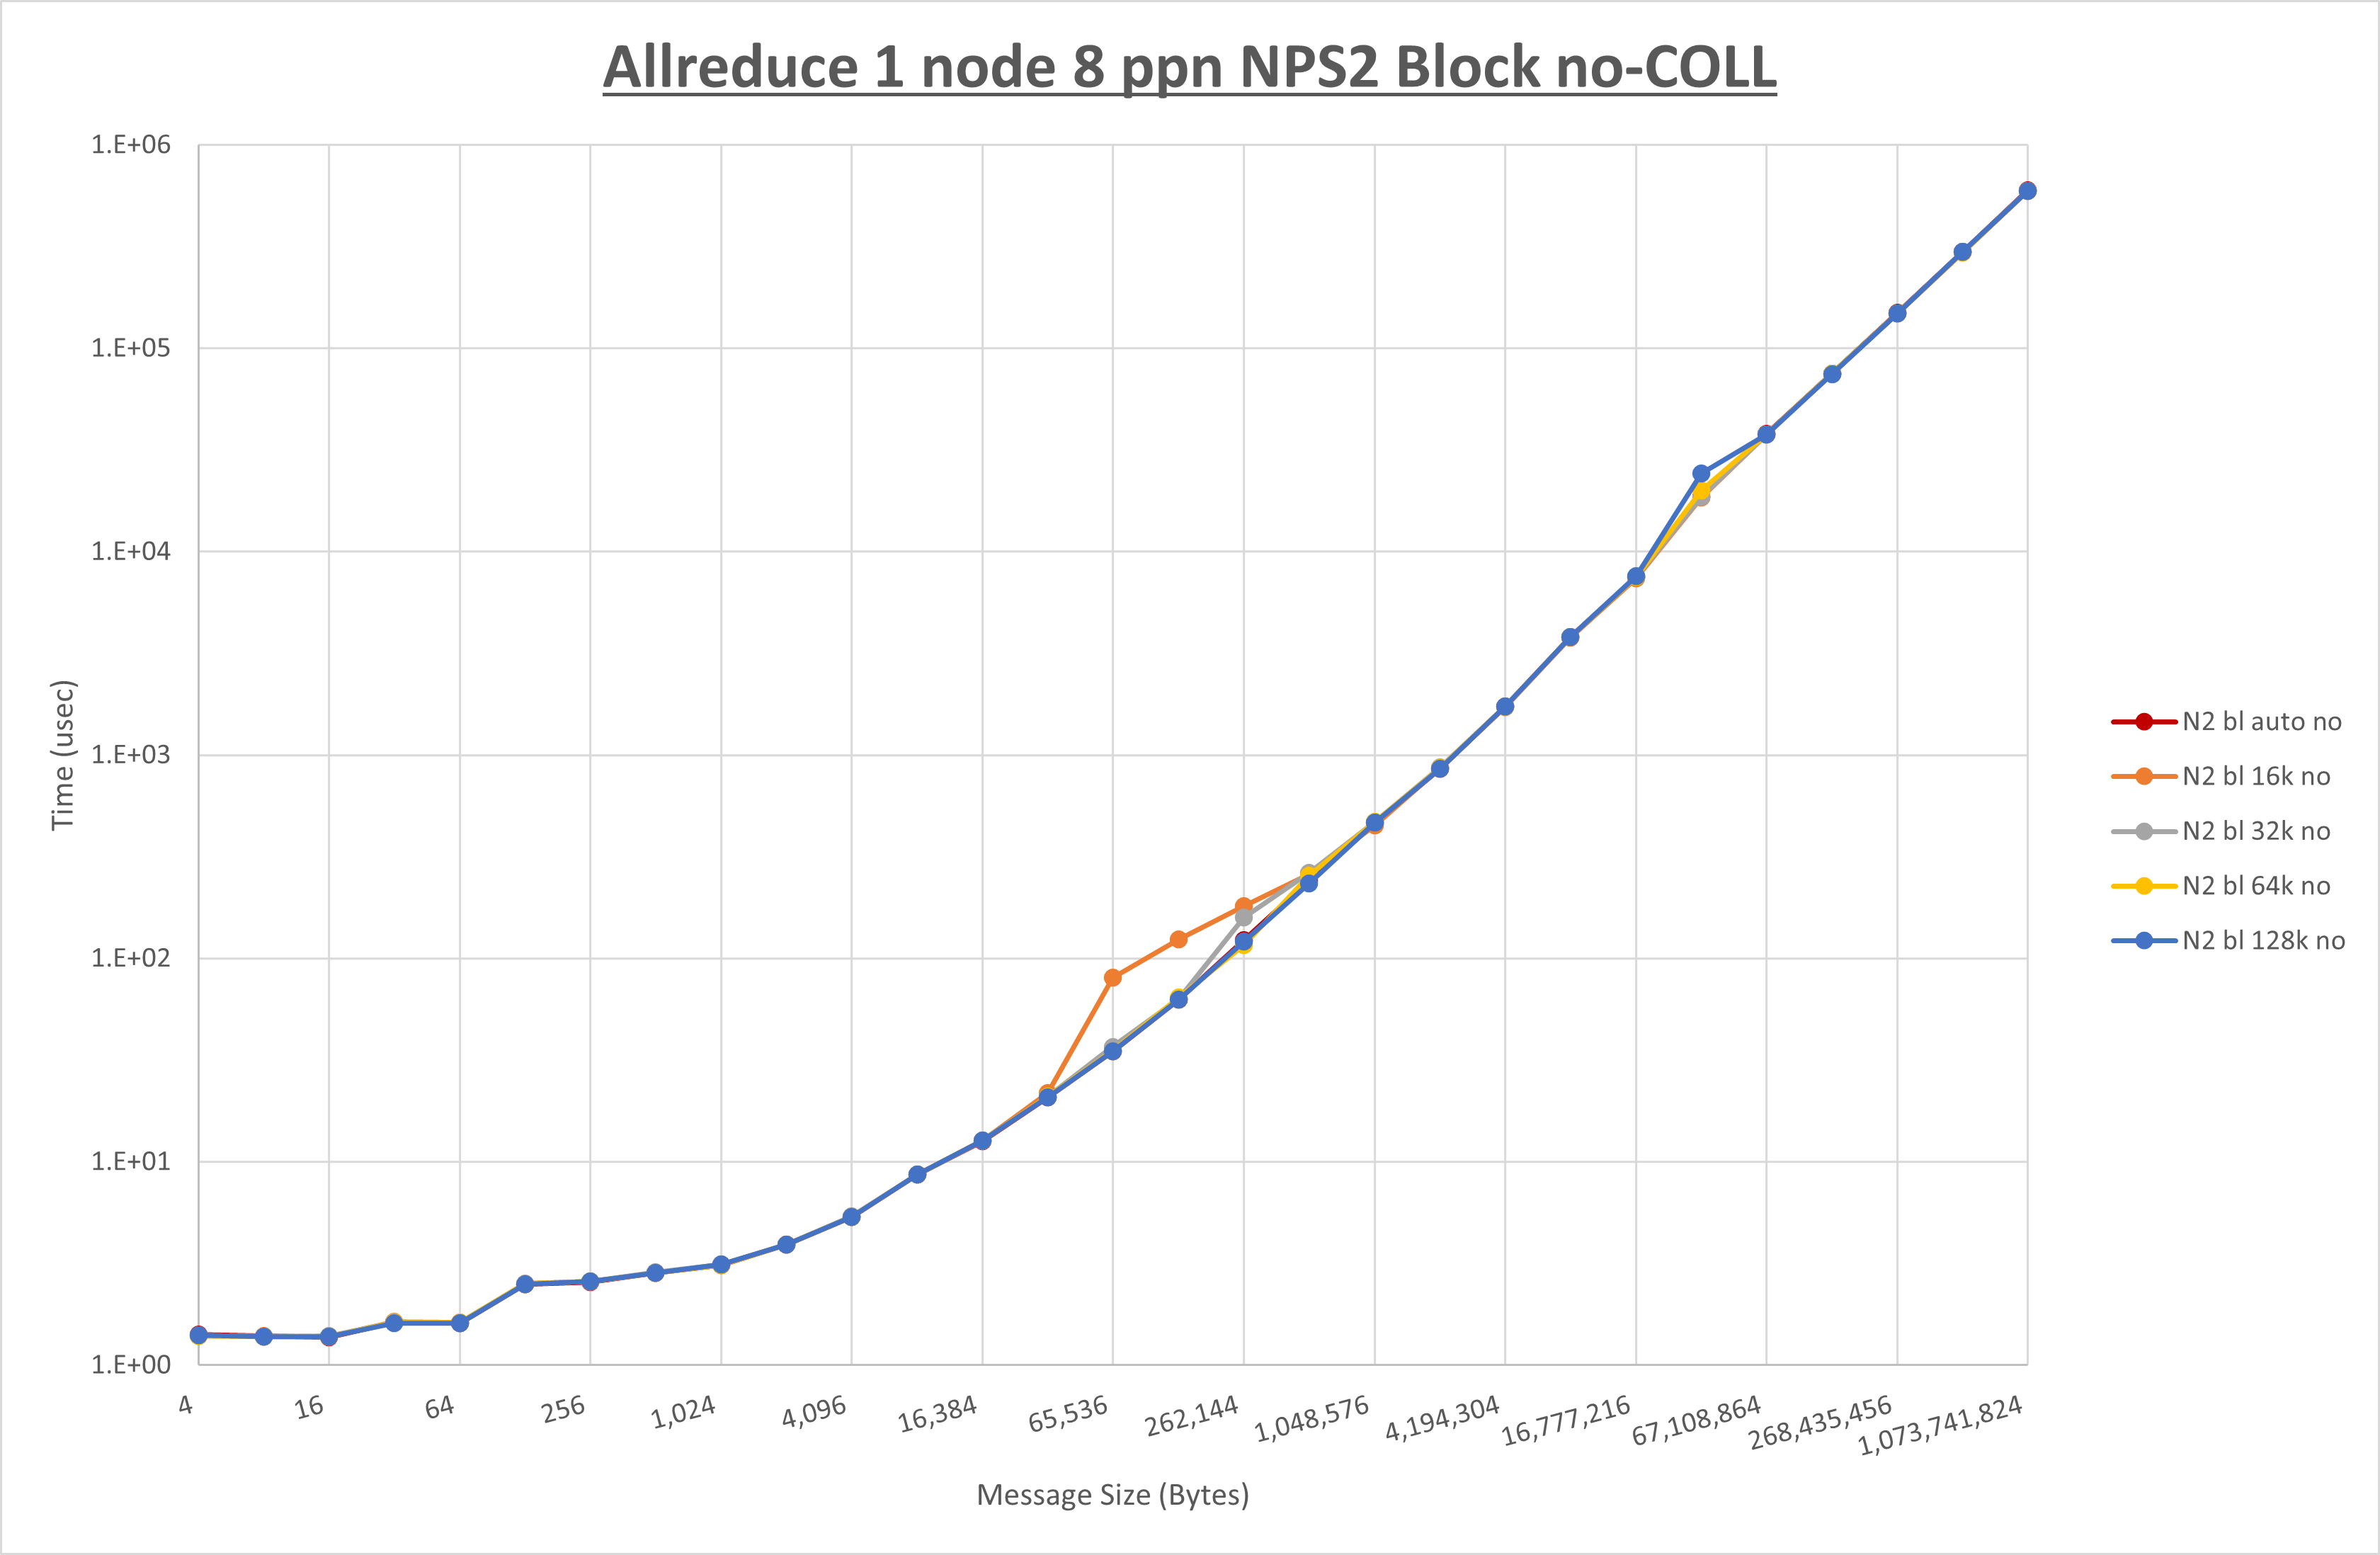 Allreduce 1 node 8 ppn NPS2 Block no-COLL
1.E+06
1.E+05
1.E+04
1.E+03
1.E+02
1.E+01
1.E+00
Time (usec)
4
16
64
256
1,024
4,096
16,384
65,536
262,144
1,048,576
4,194,304
16,777,216
67,108,864
268,435,456
1,073,741,824
Message Size (Bytes)
N2 bl auto no
N2 bl 16k no
N2 bl 32k no
N2 bl 64k no
N2 bl 128k no